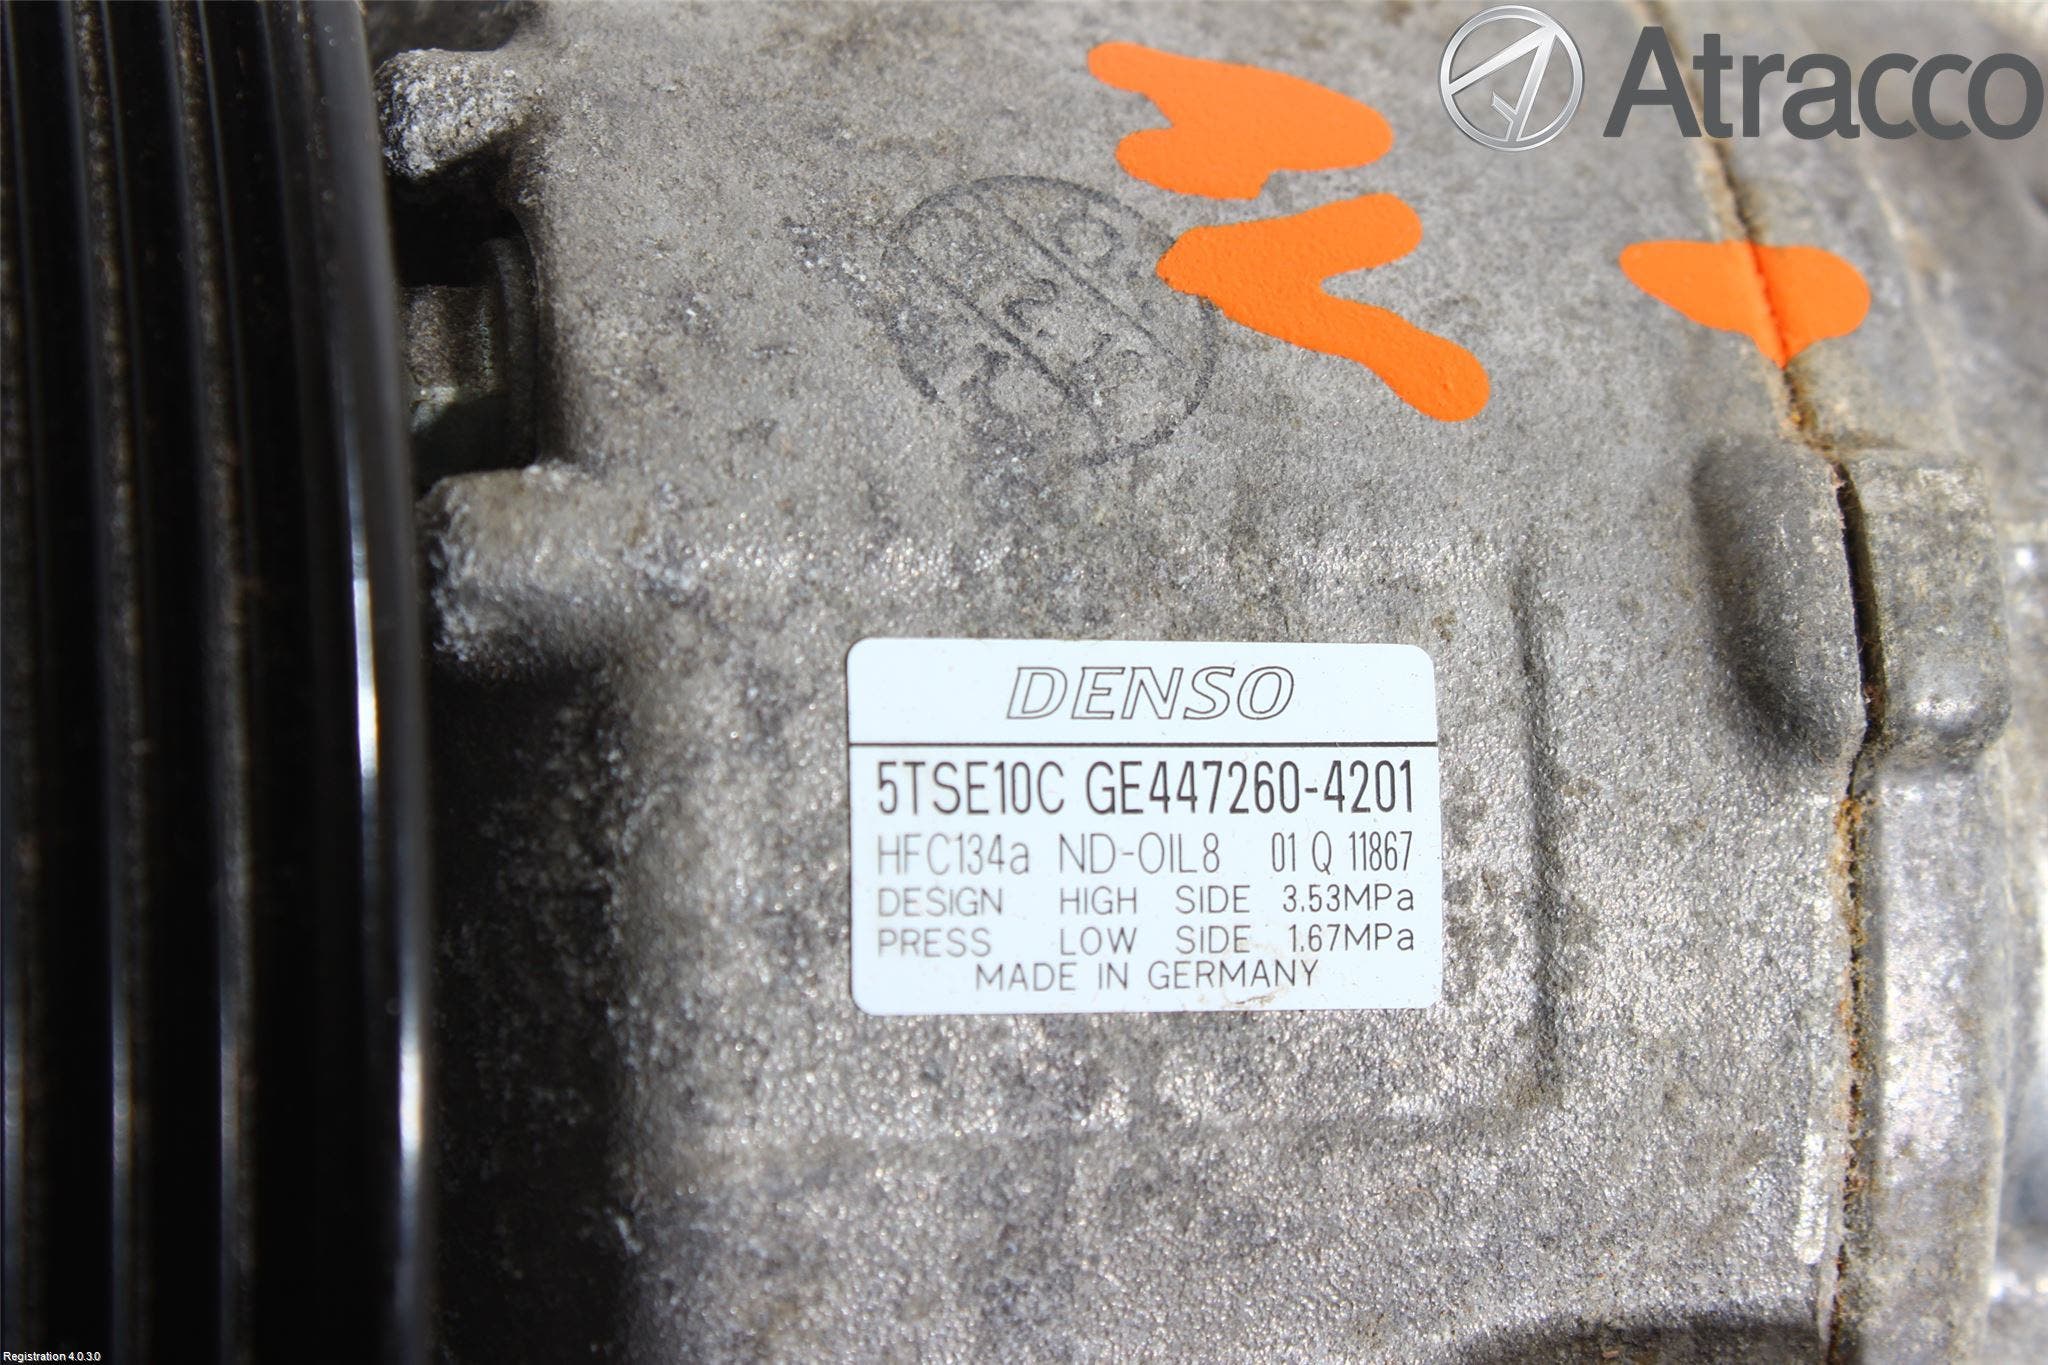 Atracco
DENSO
5TSE10C GE447260-4201
HFC134a ND-OIL8 01 Q 11867
DESIGN HIGH SIDE 3.53MPa
PRESS LOW SIDE 1.67MPa
MADE IN GERMANY
Registration 4.0.3.0